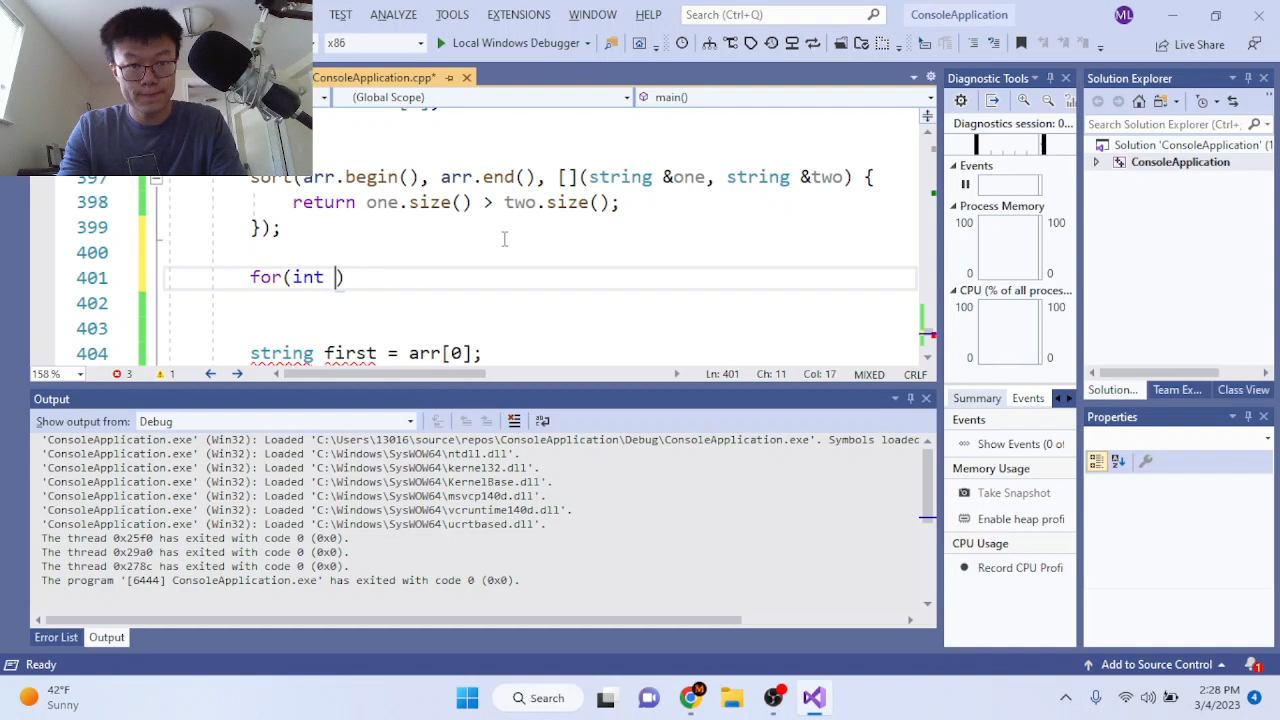 TEST ANALYZE TOOLS EXTENSIONS WINDOW HELP Search (Ctrl+Q) ConsoleApplication ML
x86 Local Windows Debugger Live Share
ConsoleApplication.cpp*
(Global Scope) main()
397 sort(arr.begin(), arr.end(), [](string &one, string &two) {
398 return one.size() > two.size();
399 });
400
401 for(int )
402
403
404 string first = arr[0];
158 % 3 1 Ln: 401 Ch: 11 Col: 17 MIXED CRLF
Output
Show output from: Debug
'ConsoleApplication.exe' (Win32): Loaded 'C:\Users\13016\source\repos\ConsoleApplication\Debug\ConsoleApplication.exe'. Symbols loaded
'ConsoleApplication.exe' (Win32): Loaded 'C:\Windows\SysWOW64\ntdll.dll'.
'ConsoleApplication.exe' (Win32): Loaded 'C:\Windows\SysWOW64\kernel32.dll'.
'ConsoleApplication.exe' (Win32): Loaded 'C:\Windows\SysWOW64\KernelBase.dll'.
'ConsoleApplication.exe' (Win32): Loaded 'C:\Windows\SysWOW64\msvcp140d.dll'.
'ConsoleApplication.exe' (Win32): Loaded 'C:\Windows\SysWOW64\vcruntime140d.dll'.
'ConsoleApplication.exe' (Win32): Loaded 'C:\Windows\SysWOW64\ucrtbased.dll'.
The thread 0x25f0 has exited with code 0 (0x0).
The thread 0x29a0 has exited with code 0 (0x0).
The thread 0x278c has exited with code 0 (0x0).
The program '[6444] ConsoleApplication.exe' has exited with code 0 (0x0).
Error List Output
Diagnostic Tools
Diagnostics session: 0...
Events
Process Memory
100 100
0 0
CPU (% of all proces...
100 100
0 0
Summary Events
Events
Show Events (0 of
Memory Usage
Take Snapshot
Enable heap profi
CPU Usage
Record CPU Profi
Solution Explorer
Search Solution Explorer (Ctrl+;
Solution 'ConsoleApplication' (1
ConsoleApplication
Solution... Team Ex... Class View
Properties
Ready Add to Source Control 1
42°F
Sunny
Search
2:28 PM
3/4/2023
4